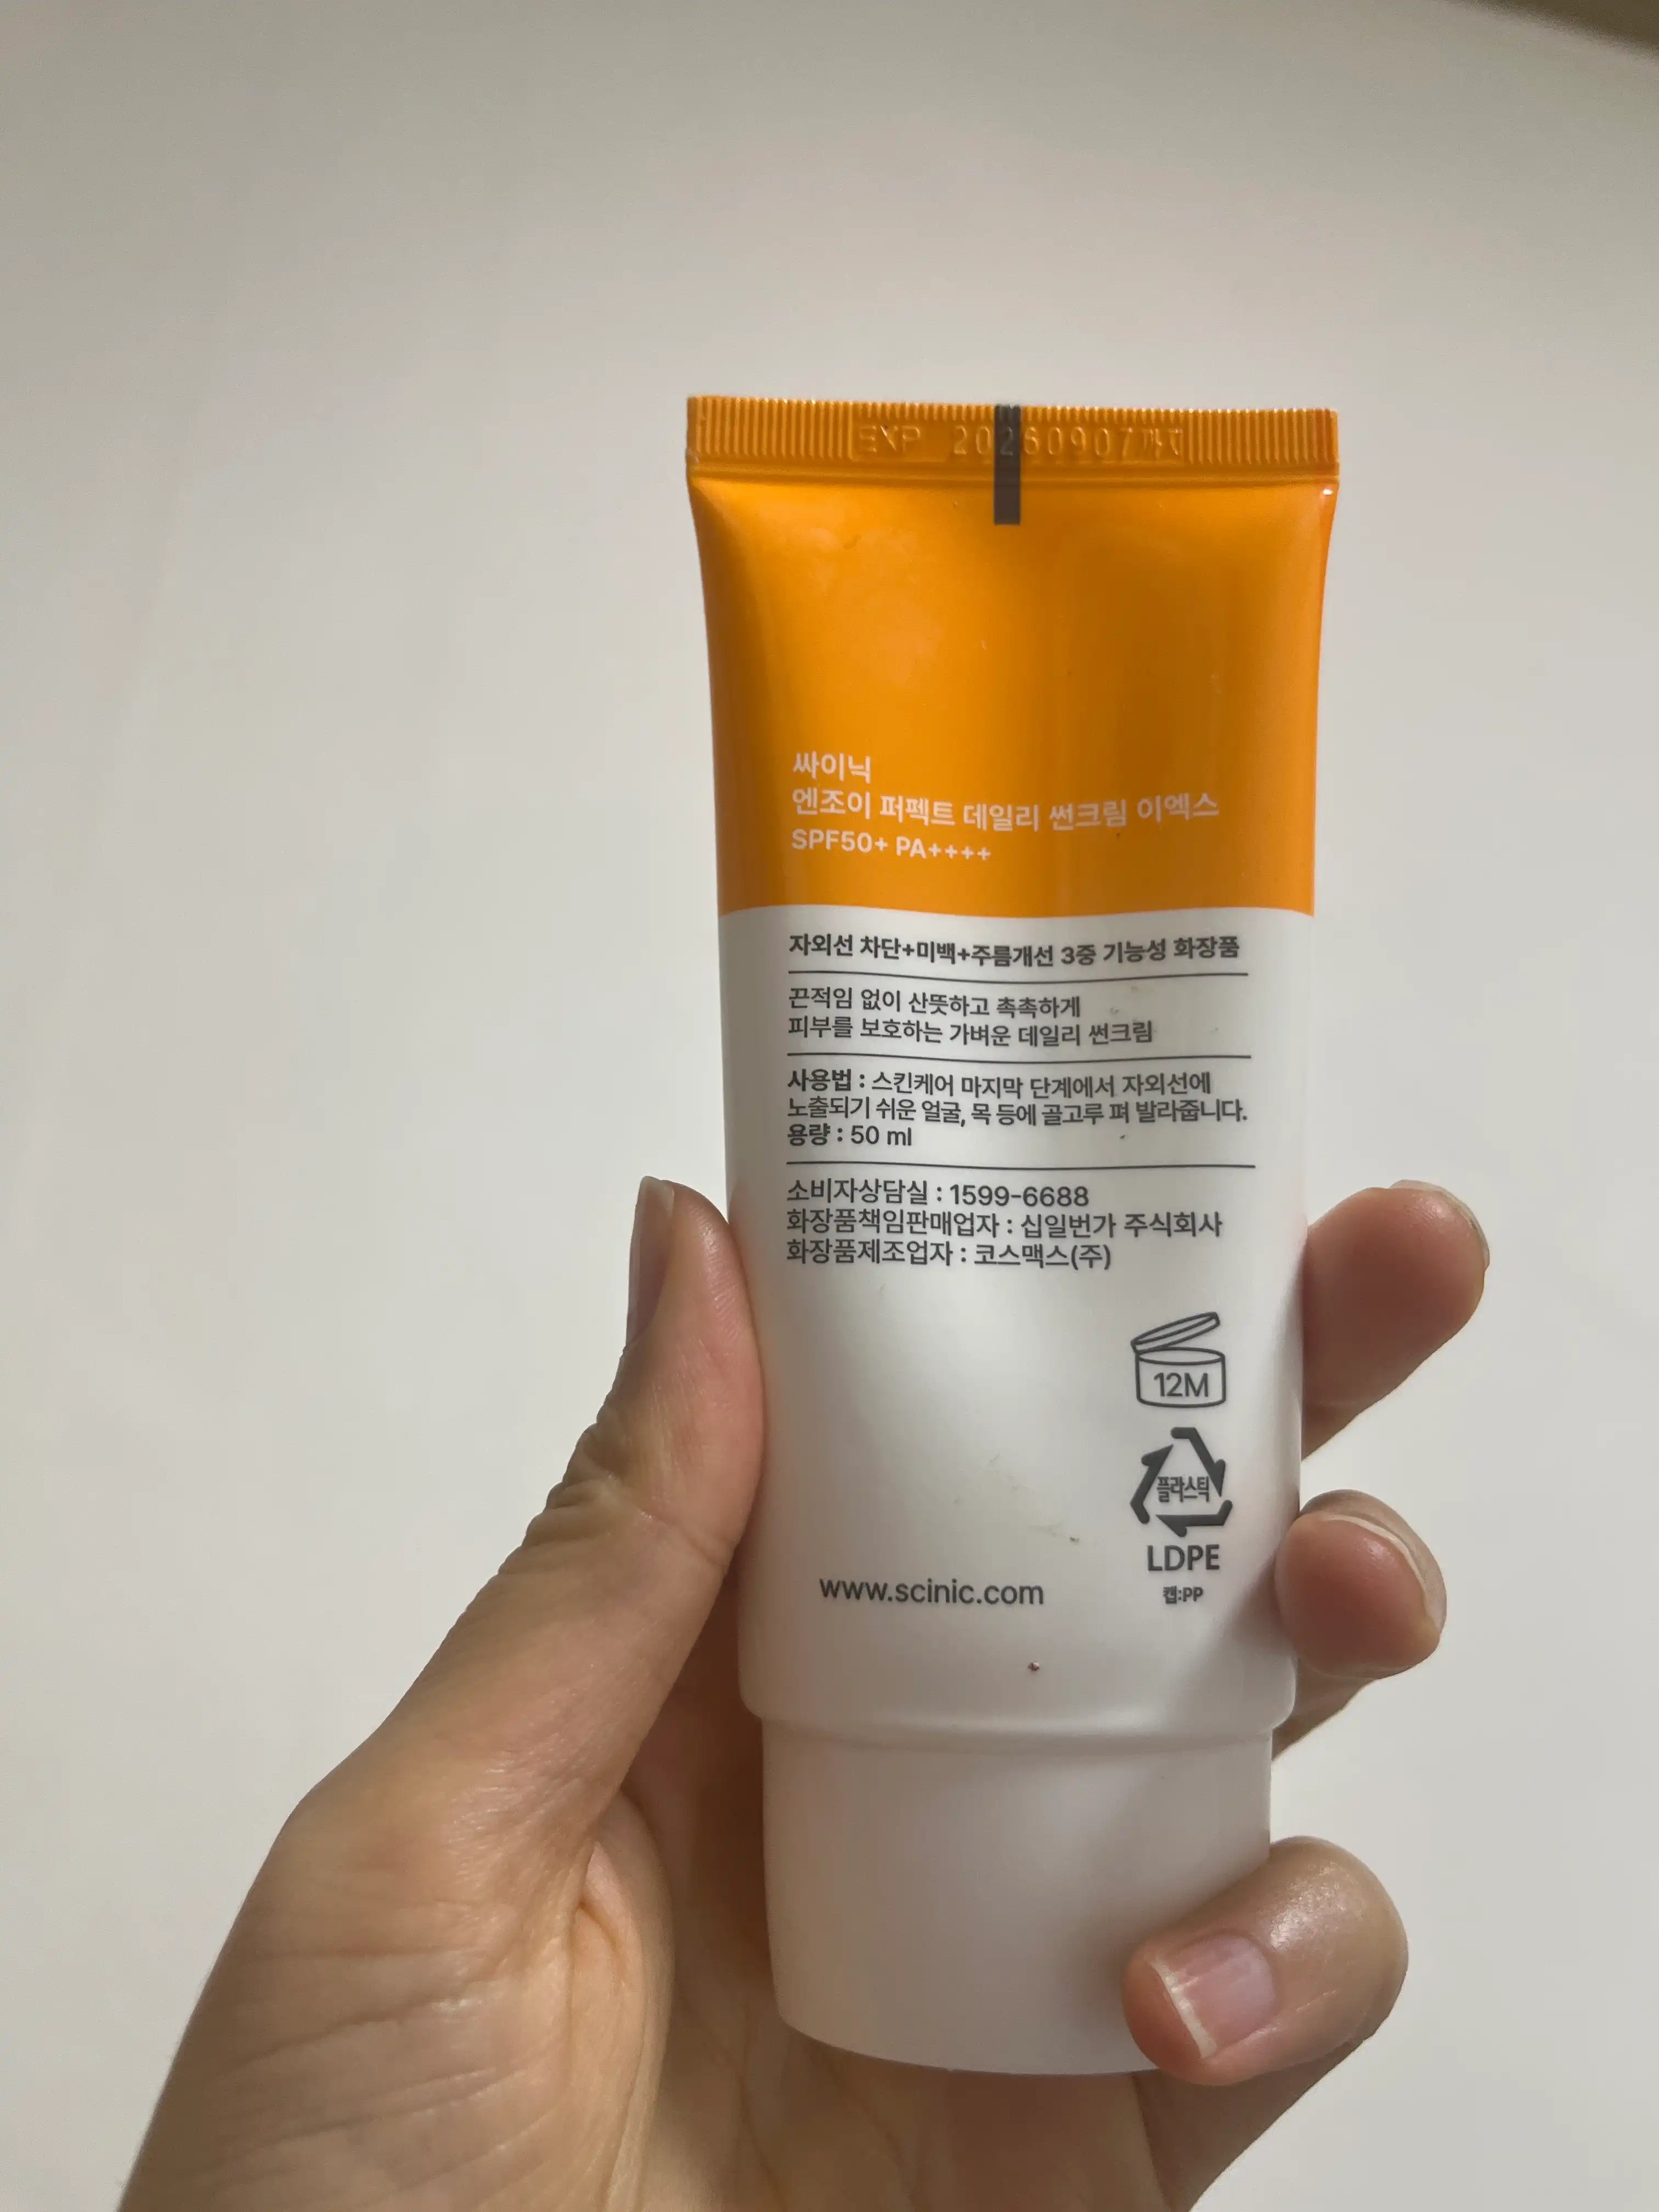 EXP 20260907까지
싸이닉
엔조이 퍼펙트 데일리 썬크림 이엑스
SPF50+ PA++++
자외선 차단+미백+주름개선 3중 기능성 화장품
끈적임 없이 산뜻하고 촉촉하게
피부를 보호하는 가벼운 데일리 썬크림
사용법 : 스킨케어 마지막 단계에서 자외선에
노출되기 쉬운 얼굴, 목 등에 골고루 펴 발라줍니다.
용량 : 50 ml
소비자상담실 : 1599-6688
화장품책임판매업자 : 십일번가 주식회사
화장품제조업자 : 코스맥스(주)
12M
플라스틱
LDPE
캡:PP
www.scinic.com